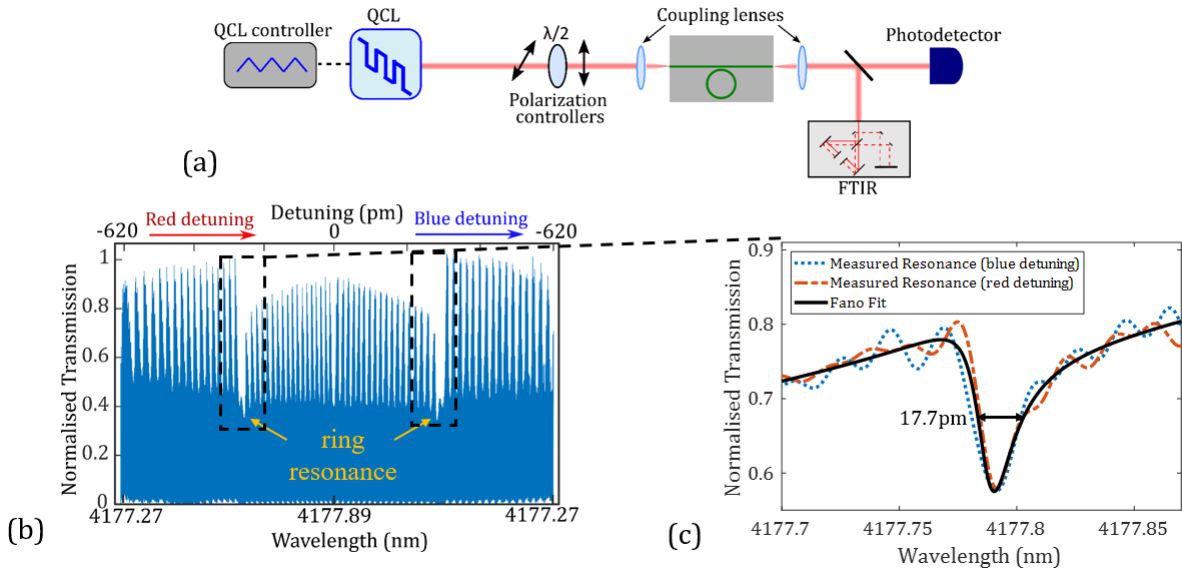 QCL controller
QCL
λ/2
Polarization
controllers
Coupling lenses
Photodetector
FTIR
(a)
-620 Red detuning Detuning (pm) 0 Blue detuning -620
Normalised Transmission
1
0.8
0.6
0.4
0.2
0
ring
resonance
4177.27 4177.89 4177.27
Wavelength (nm)
(b)
Normalised Transmission
0.9
0.8
0.7
0.6
Measured Resonance (blue detuning)
Measured Resonance (red detuning)
Fano Fit
17.7pm
4177.7 4177.75 4177.8 4177.85
Wavelength (nm)
(c)